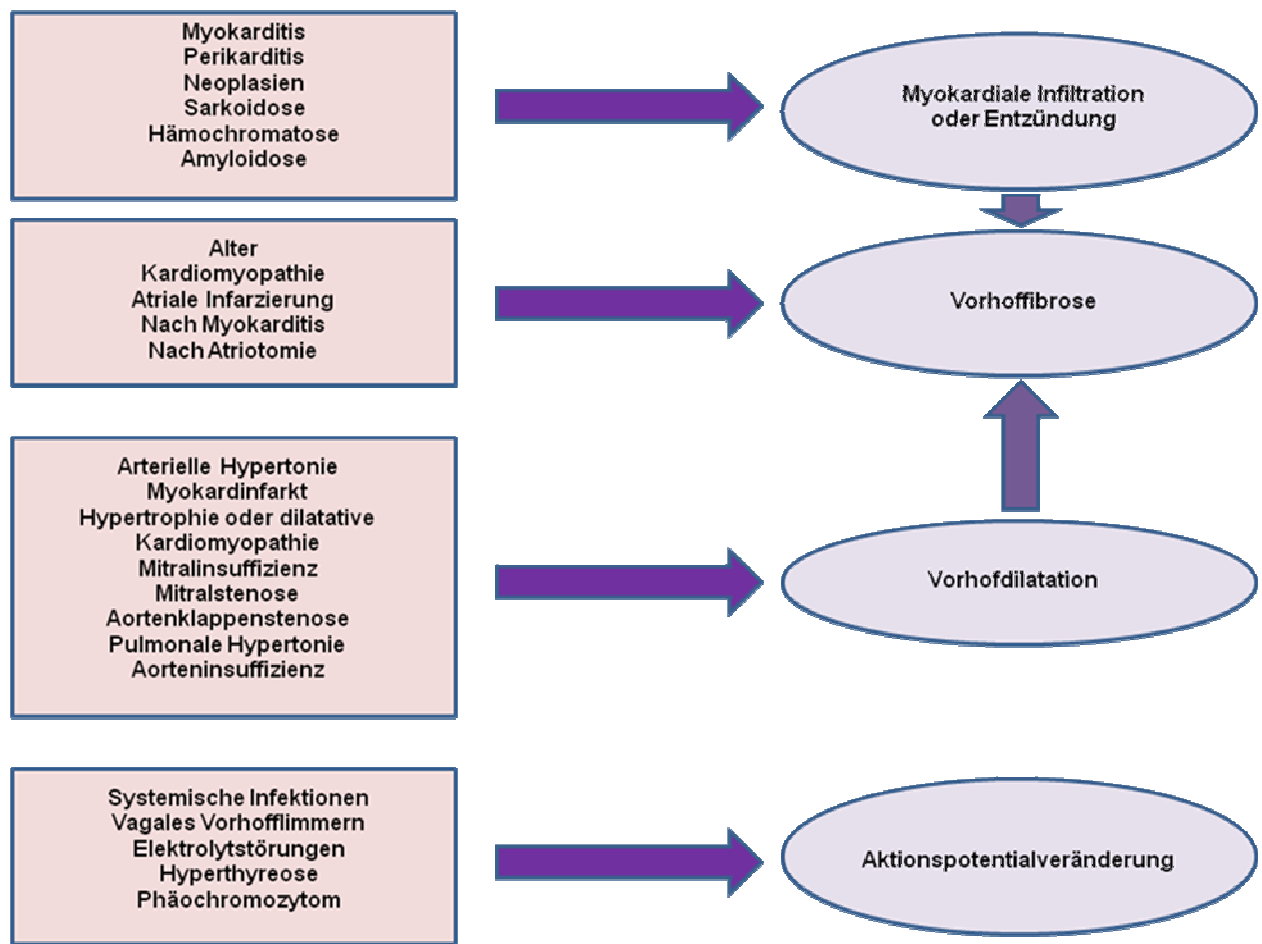 Myokarditis
Perikarditis
Neoplasien
Sarkoidose
Hämochromatose
Amyloidose
Myokardiale Infiltration
oder Entzündung
Alter
Kardiomyopathie
Atriale Infarzierung
Nach Myokarditis
Nach Atriotomie
Vorhoffibrose
Arterielle Hypertonie
Myokardinfarkt
Hypertrophie oder dilatative
Kardiomyopathie
Mitralinsuffizienz
Mitralstenose
Aortenklappenstenose
Pulmonale Hypertonie
Aorteninsuffizienz
Vorhofdilatation
Systemische Infektionen
Vagales Vorhofflimmern
Elektrolytstörungen
Hyperthyreose
Phäochromozytom
Aktionspotentialveränderung